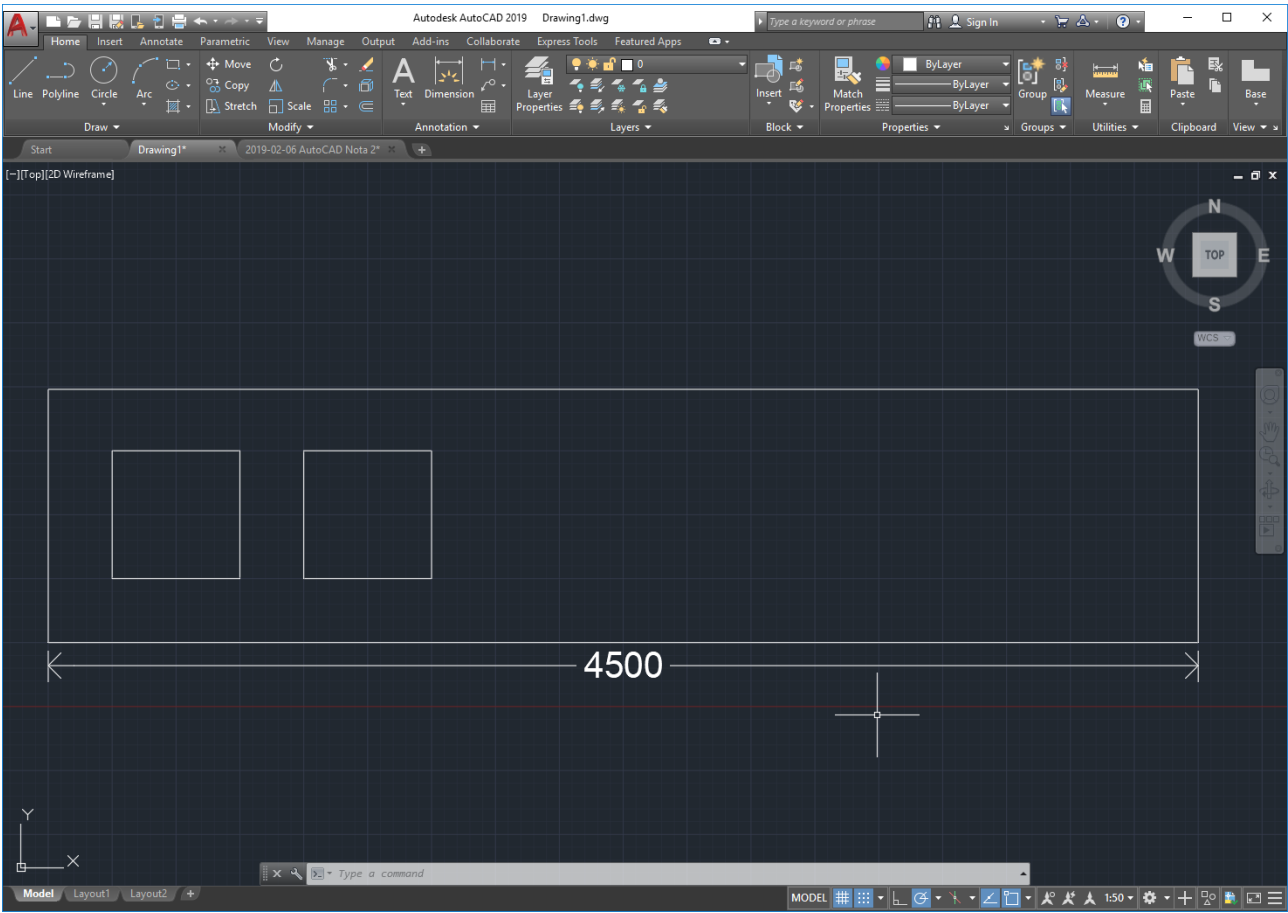 Autodesk AutoCAD 2019 Drawing1.dwg Type a keyword or phrase Sign In
Home Insert Annotate Parametric View Manage Output Add-ins Collaborate Express Tools Featured Apps
Line Polyline Circle Arc Move Copy Stretch Scale Text Dimension Layer Properties 0 Insert Match Properties ByLayer ByLayer ByLayer Group Measure Paste Base
Draw Modify Annotation Layers Block Properties Groups Utilities Clipboard View
Start Drawing1* 2019-02-06 AutoCAD Nota 2*
[−][Top][2D Wireframe]
N
W TOP E
S
WCS
4500
Y
X
Type a command
Model Layout1 Layout2 + MODEL 1:50